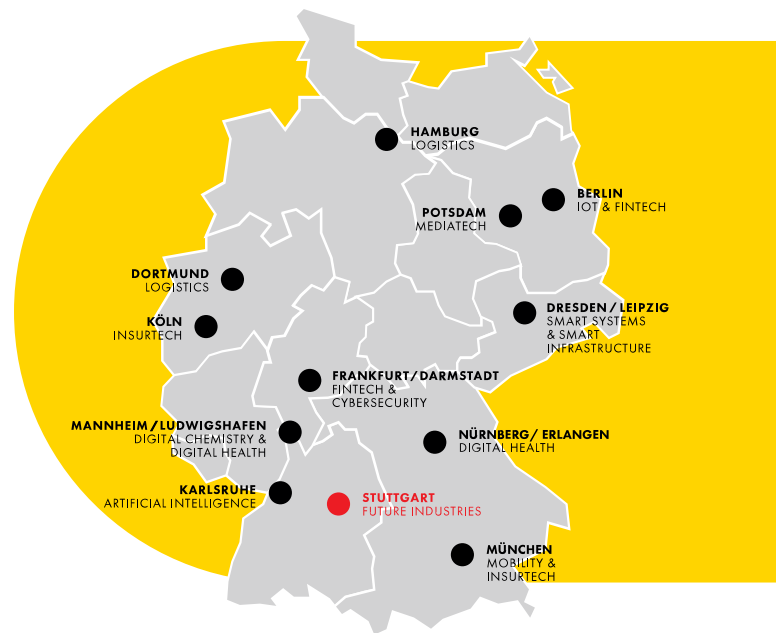 HAMBURG
LOGISTICS
BERLIN
IOT & FINTECH
POTSDAM
MEDIATECH
DORTMUND
LOGISTICS
KÖLN
INSURTECH
DRESDEN / LEIPZIG
SMART SYSTEMS
& SMART
INFRASTRUCTURE
FRANKFURT/DARMSTADT
FINTECH &
CYBERSECURITY
MANNHEIM/LUDWIGSHAFEN
DIGITAL CHEMISTRY &
DIGITAL HEALTH
NÜRNBERG/ ERLANGEN
DIGITAL HEALTH
KARLSRUHE
ARTIFICIAL INTELLIGENCE
STUTTGART
FUTURE INDUSTRIES
MÜNCHEN
MOBILITY &
INSURTECH